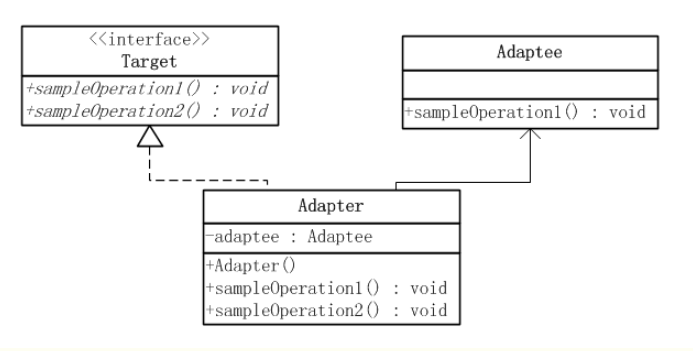 <<interface>>
Target
+sampleOperation1() : void
+sampleOperation2() : void
Adaptee
+sampleOperation1() : void
Adapter
-adaptee : Adaptee
+Adapter()
+sampleOperation1() : void
+sampleOperation2() : void